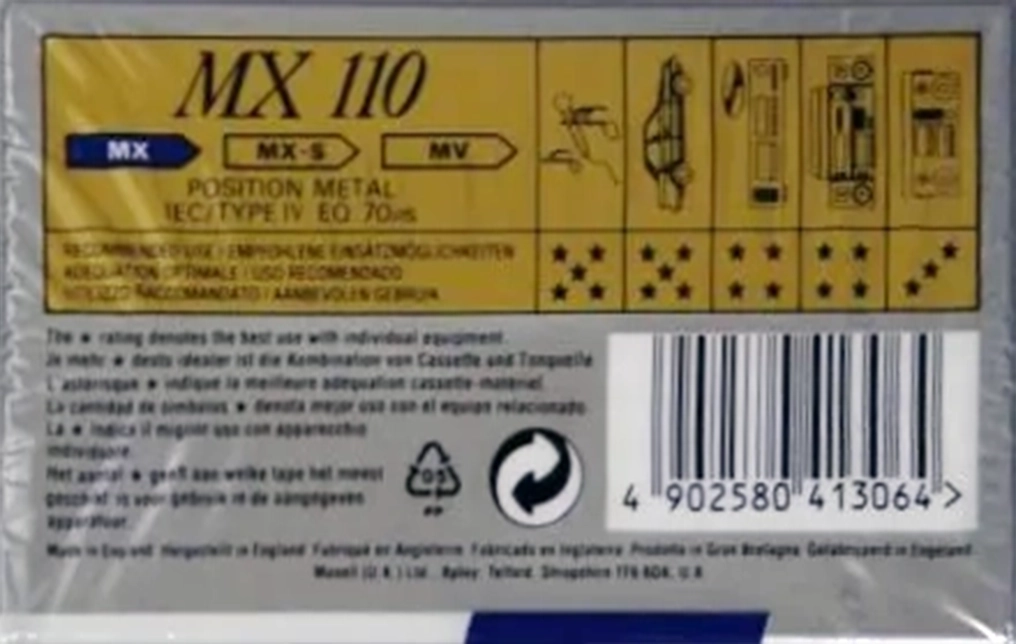 MX 110
MX MX-S MV
POSITION METAL
IEC/TYPE IV EQ 70µs
RECOMMENDED USE / EMPFOHLENE EINSATZMÖGLICHKEITEN
ADEQUATION OPTIMALE / USO RECOMENDADO
UTILIZZO RACCOMANDATO / AANBEVOLEN GEBRUIK
The ★ rating denotes the best use with individual equipment.
Je mehr ★ desto idealer ist die Kombination von Cassette und Tonquelle
L'asterisque ★ indique la meilleure adequation cassette-matériel.
La cantidad de simbolos ★ denota mejor uso con el equipo relacionado.
La ★ indica il miglior uso con apparecchio
individuale.
Het aantal ★ geeft aan welke tape het meest
geschikt is voor gebruik in de aangegeven
apparatuur.
05
PP
4 902580 413064 >
Made in England Hergestellt in England Fabriqué en Angleterre Fabricado en Inglaterra Prodotto in Gran Bretagna Gefabriceerd in Engeland
Maxell (U.K.) Ltd. Apley Telford Shropshire TF6 6DA, U.K